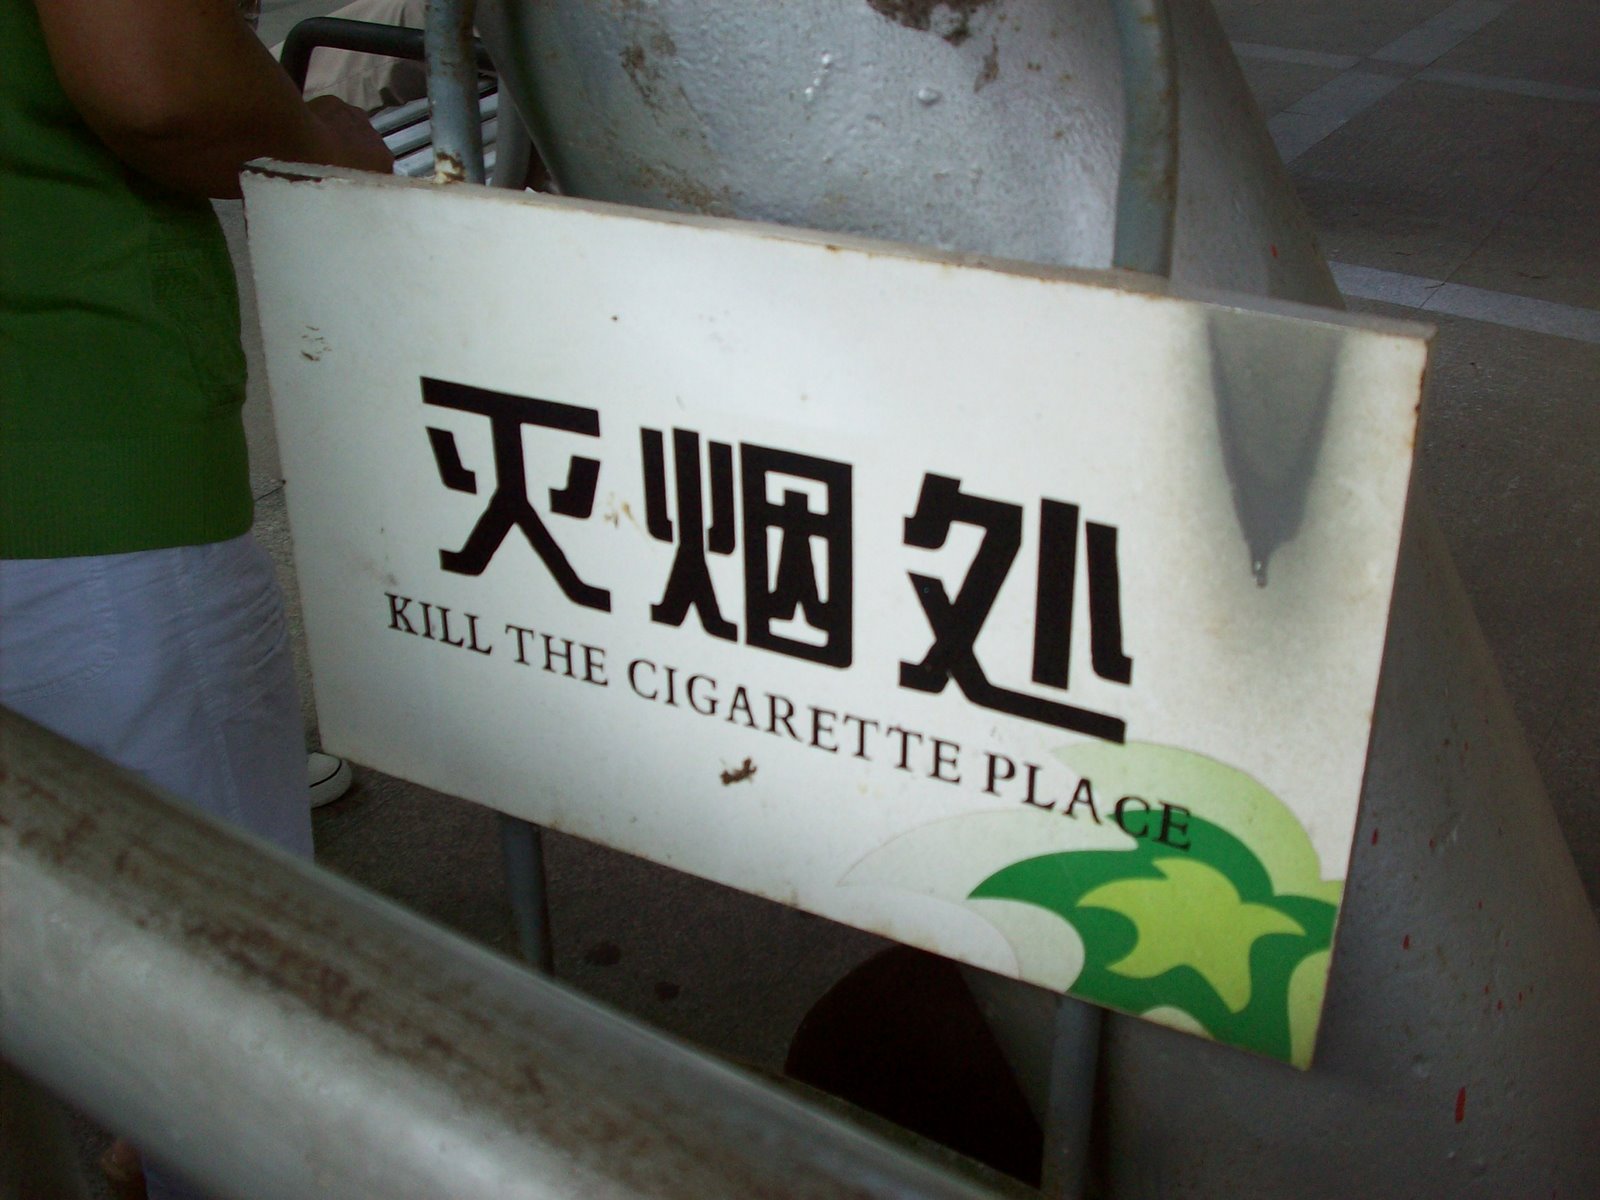 灭烟处
KILL THE CIGARETTE PLACE